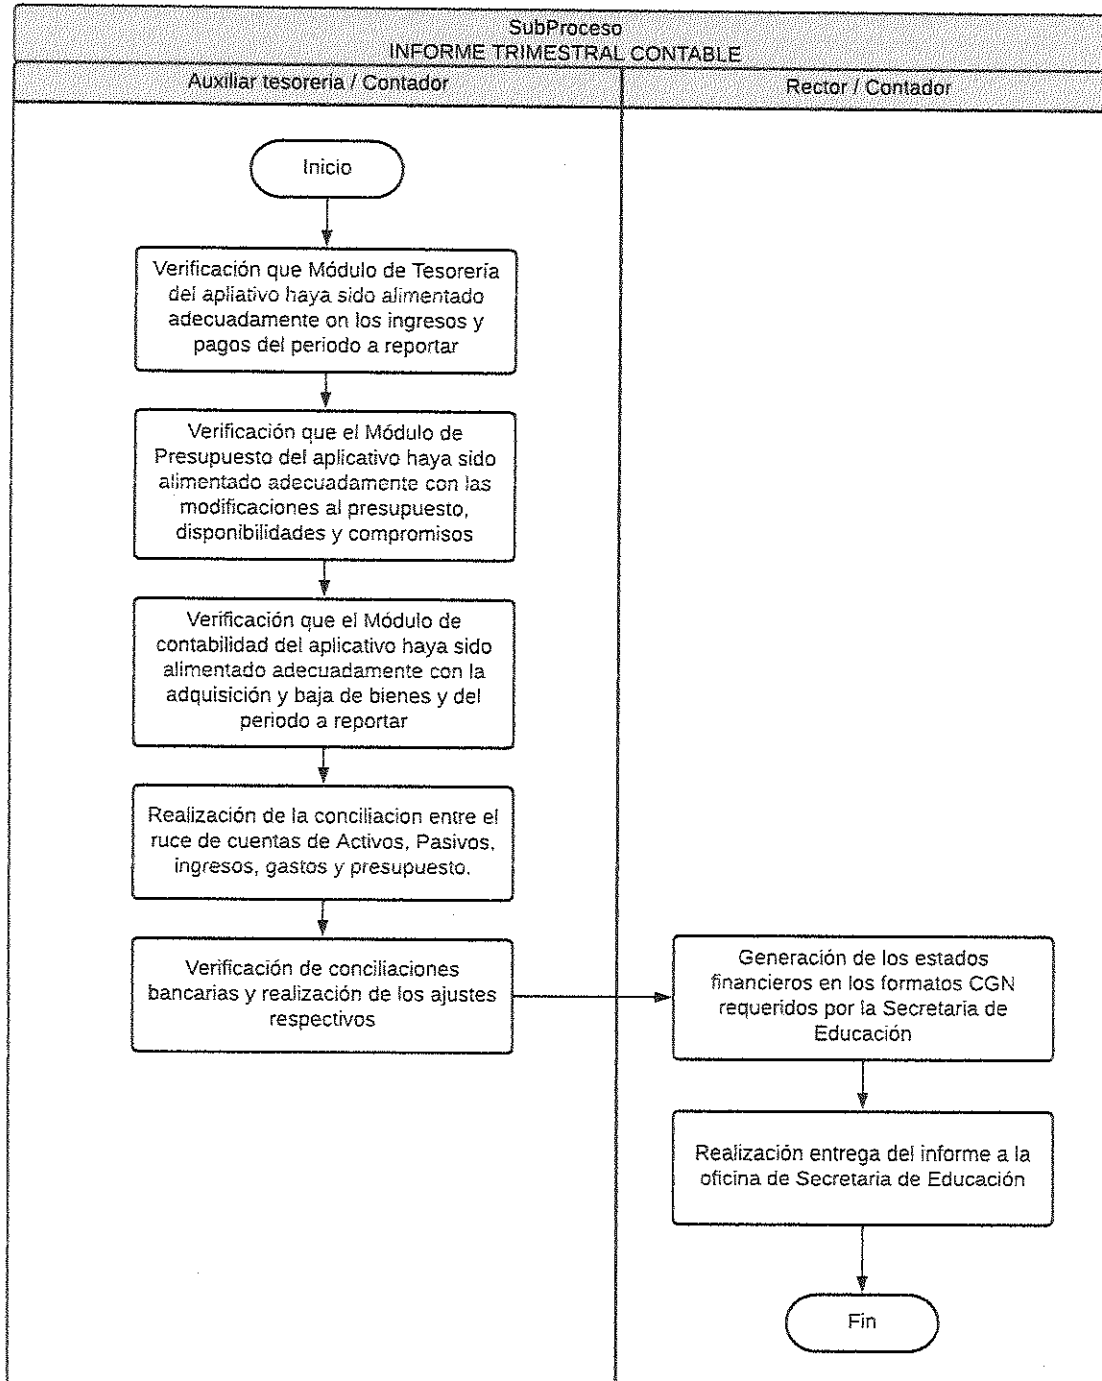 SubProceso
INFORME TRIMESTRAL CONTABLE
Auxiliar tesoreria / Contador
Rector / Contador
Inicio
Verificación que Módulo de Tesorería
del apliativo haya sido alimentado
adecuadamente on los ingresos y
pagos del periodo a reportar
Verificación que el Módulo de
Presupuesto del aplicativo haya sido
alimentado adecuadamente con las
modificaciones al presupuesto,
disponibilidades y compromisos
Verificación que el Módulo de
contabilidad del aplicativo haya sido
alimentado adecuadamente con la
adquisición y baja de bienes y del
periodo a reportar
Realización de la conciliacion entre el
ruce de cuentas de Activos, Pasivos,
ingresos, gastos y presupuesto.
Verificación de conciliaciones
bancarias y realización de los ajustes
respectivos
Generación de los estados
financieros en los formatos CGN
requeridos por la Secretaria de
Educación
Realización entrega del informe a la
oficina de Secretaria de Educación
Fin